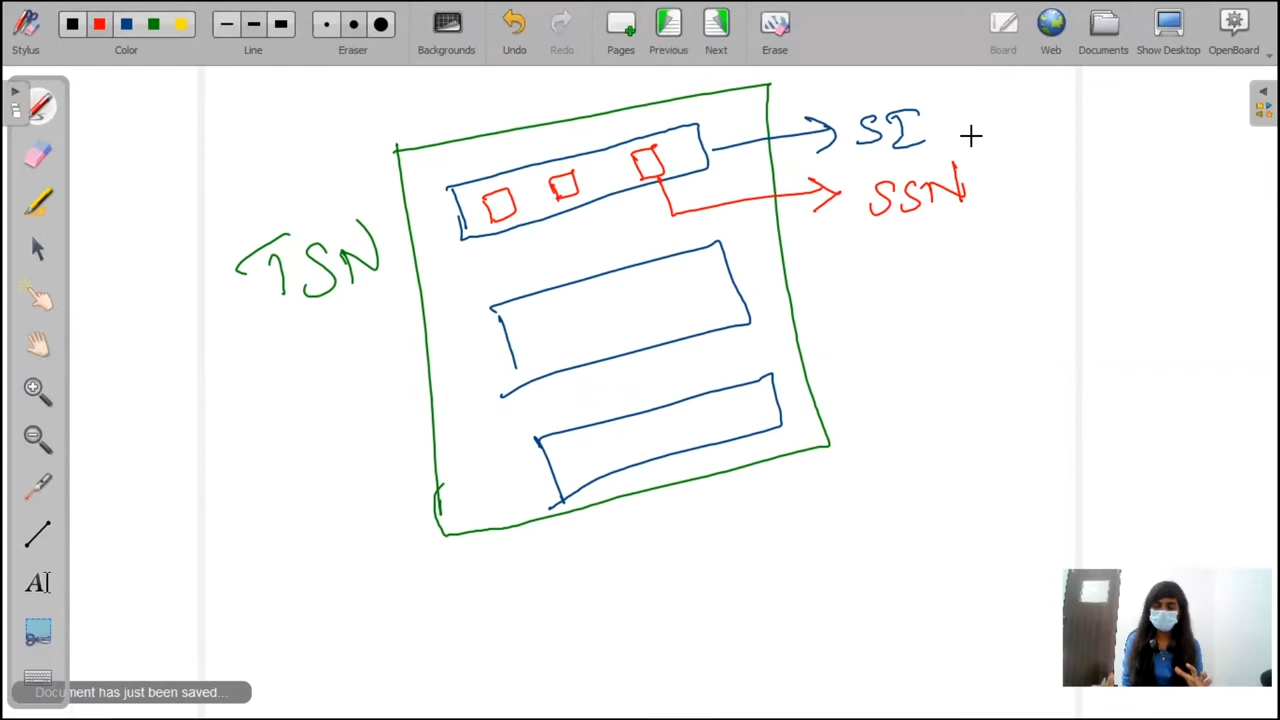 Stylus
Color
Line
Eraser
Backgrounds
Undo
Redo
Pages
Previous
Next
Erase
Board
Web
Documents
Show Desktop
OpenBoard
SI
SSN
TSN
AI
Document has just been saved...